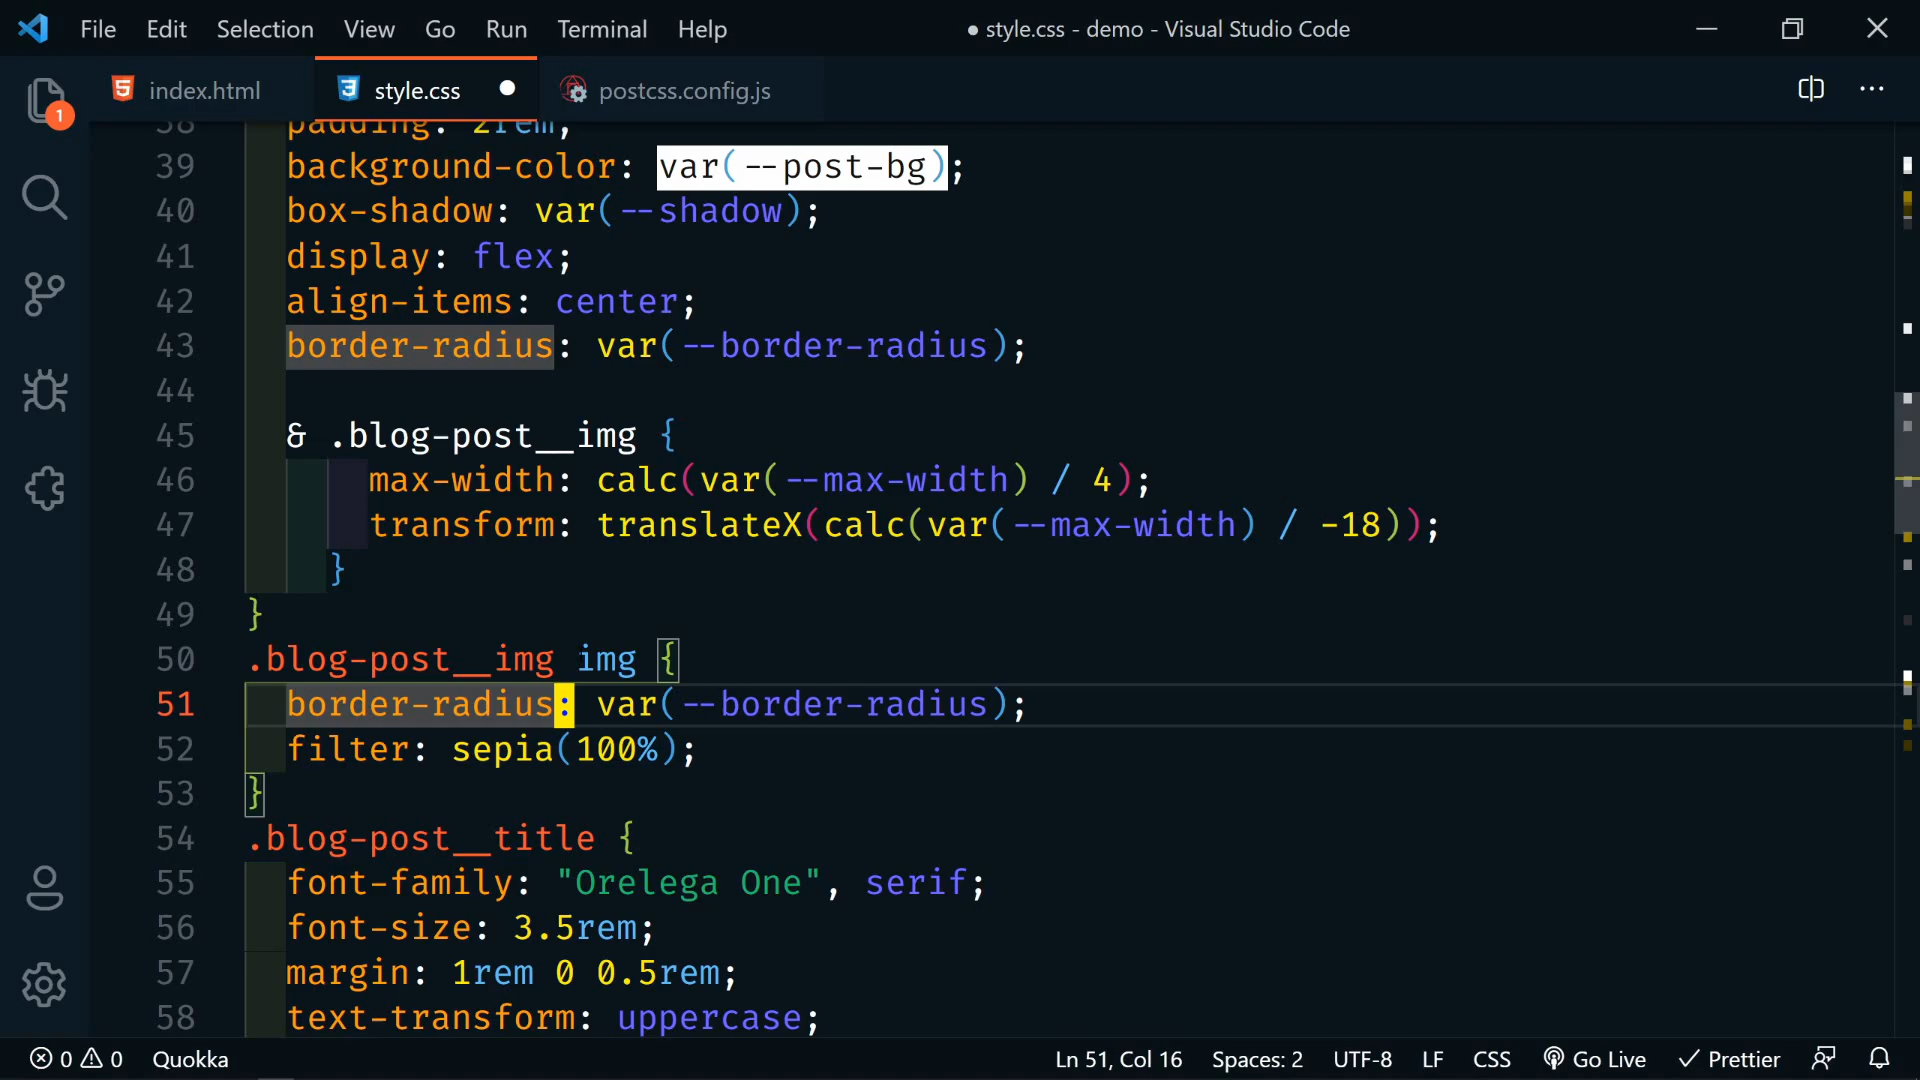 File Edit Selection View Go Run Terminal Help ● style.css - demo - Visual Studio Code
index.html style.css postcss.config.js
1
38 padding: 2rem;
39 background-color: var(--post-bg);
40 box-shadow: var(--shadow);
41 display: flex;
42 align-items: center;
43 border-radius: var(--border-radius);
44
45 & .blog-post__img {
46 max-width: calc(var(--max-width) / 4);
47 transform: translateX(calc(var(--max-width) / -18));
48 }
49 }
50 .blog-post__img img {
51 border-radius: var(--border-radius);
52 filter: sepia(100%);
53 }
54 .blog-post__title {
55 font-family: "Orelega One", serif;
56 font-size: 3.5rem;
57 margin: 1rem 0 0.5rem;
58 text-transform: uppercase;
0 0 Quokka Ln 51, Col 16 Spaces: 2 UTF-8 LF CSS Go Live Prettier